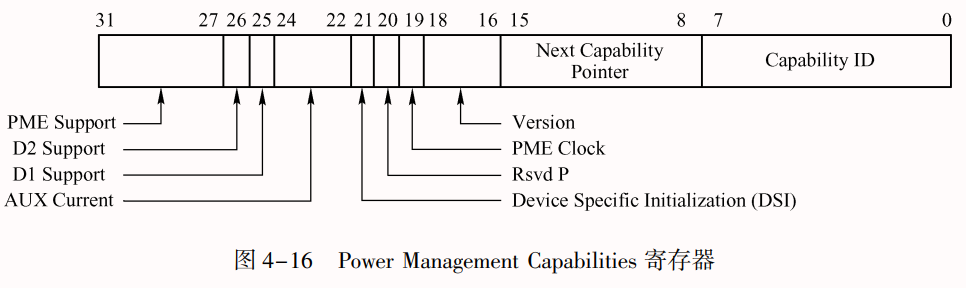 31 27 26 25 24 22 21 20 19 18 16 15 8 7 0
Next Capability
Pointer
Capability ID
PME Support
D2 Support
D1 Support
AUX Current
Version
PME Clock
Rsvd P
Device Specific Initialization (DSI)
图 4-16 Power Management Capabilities 寄存器